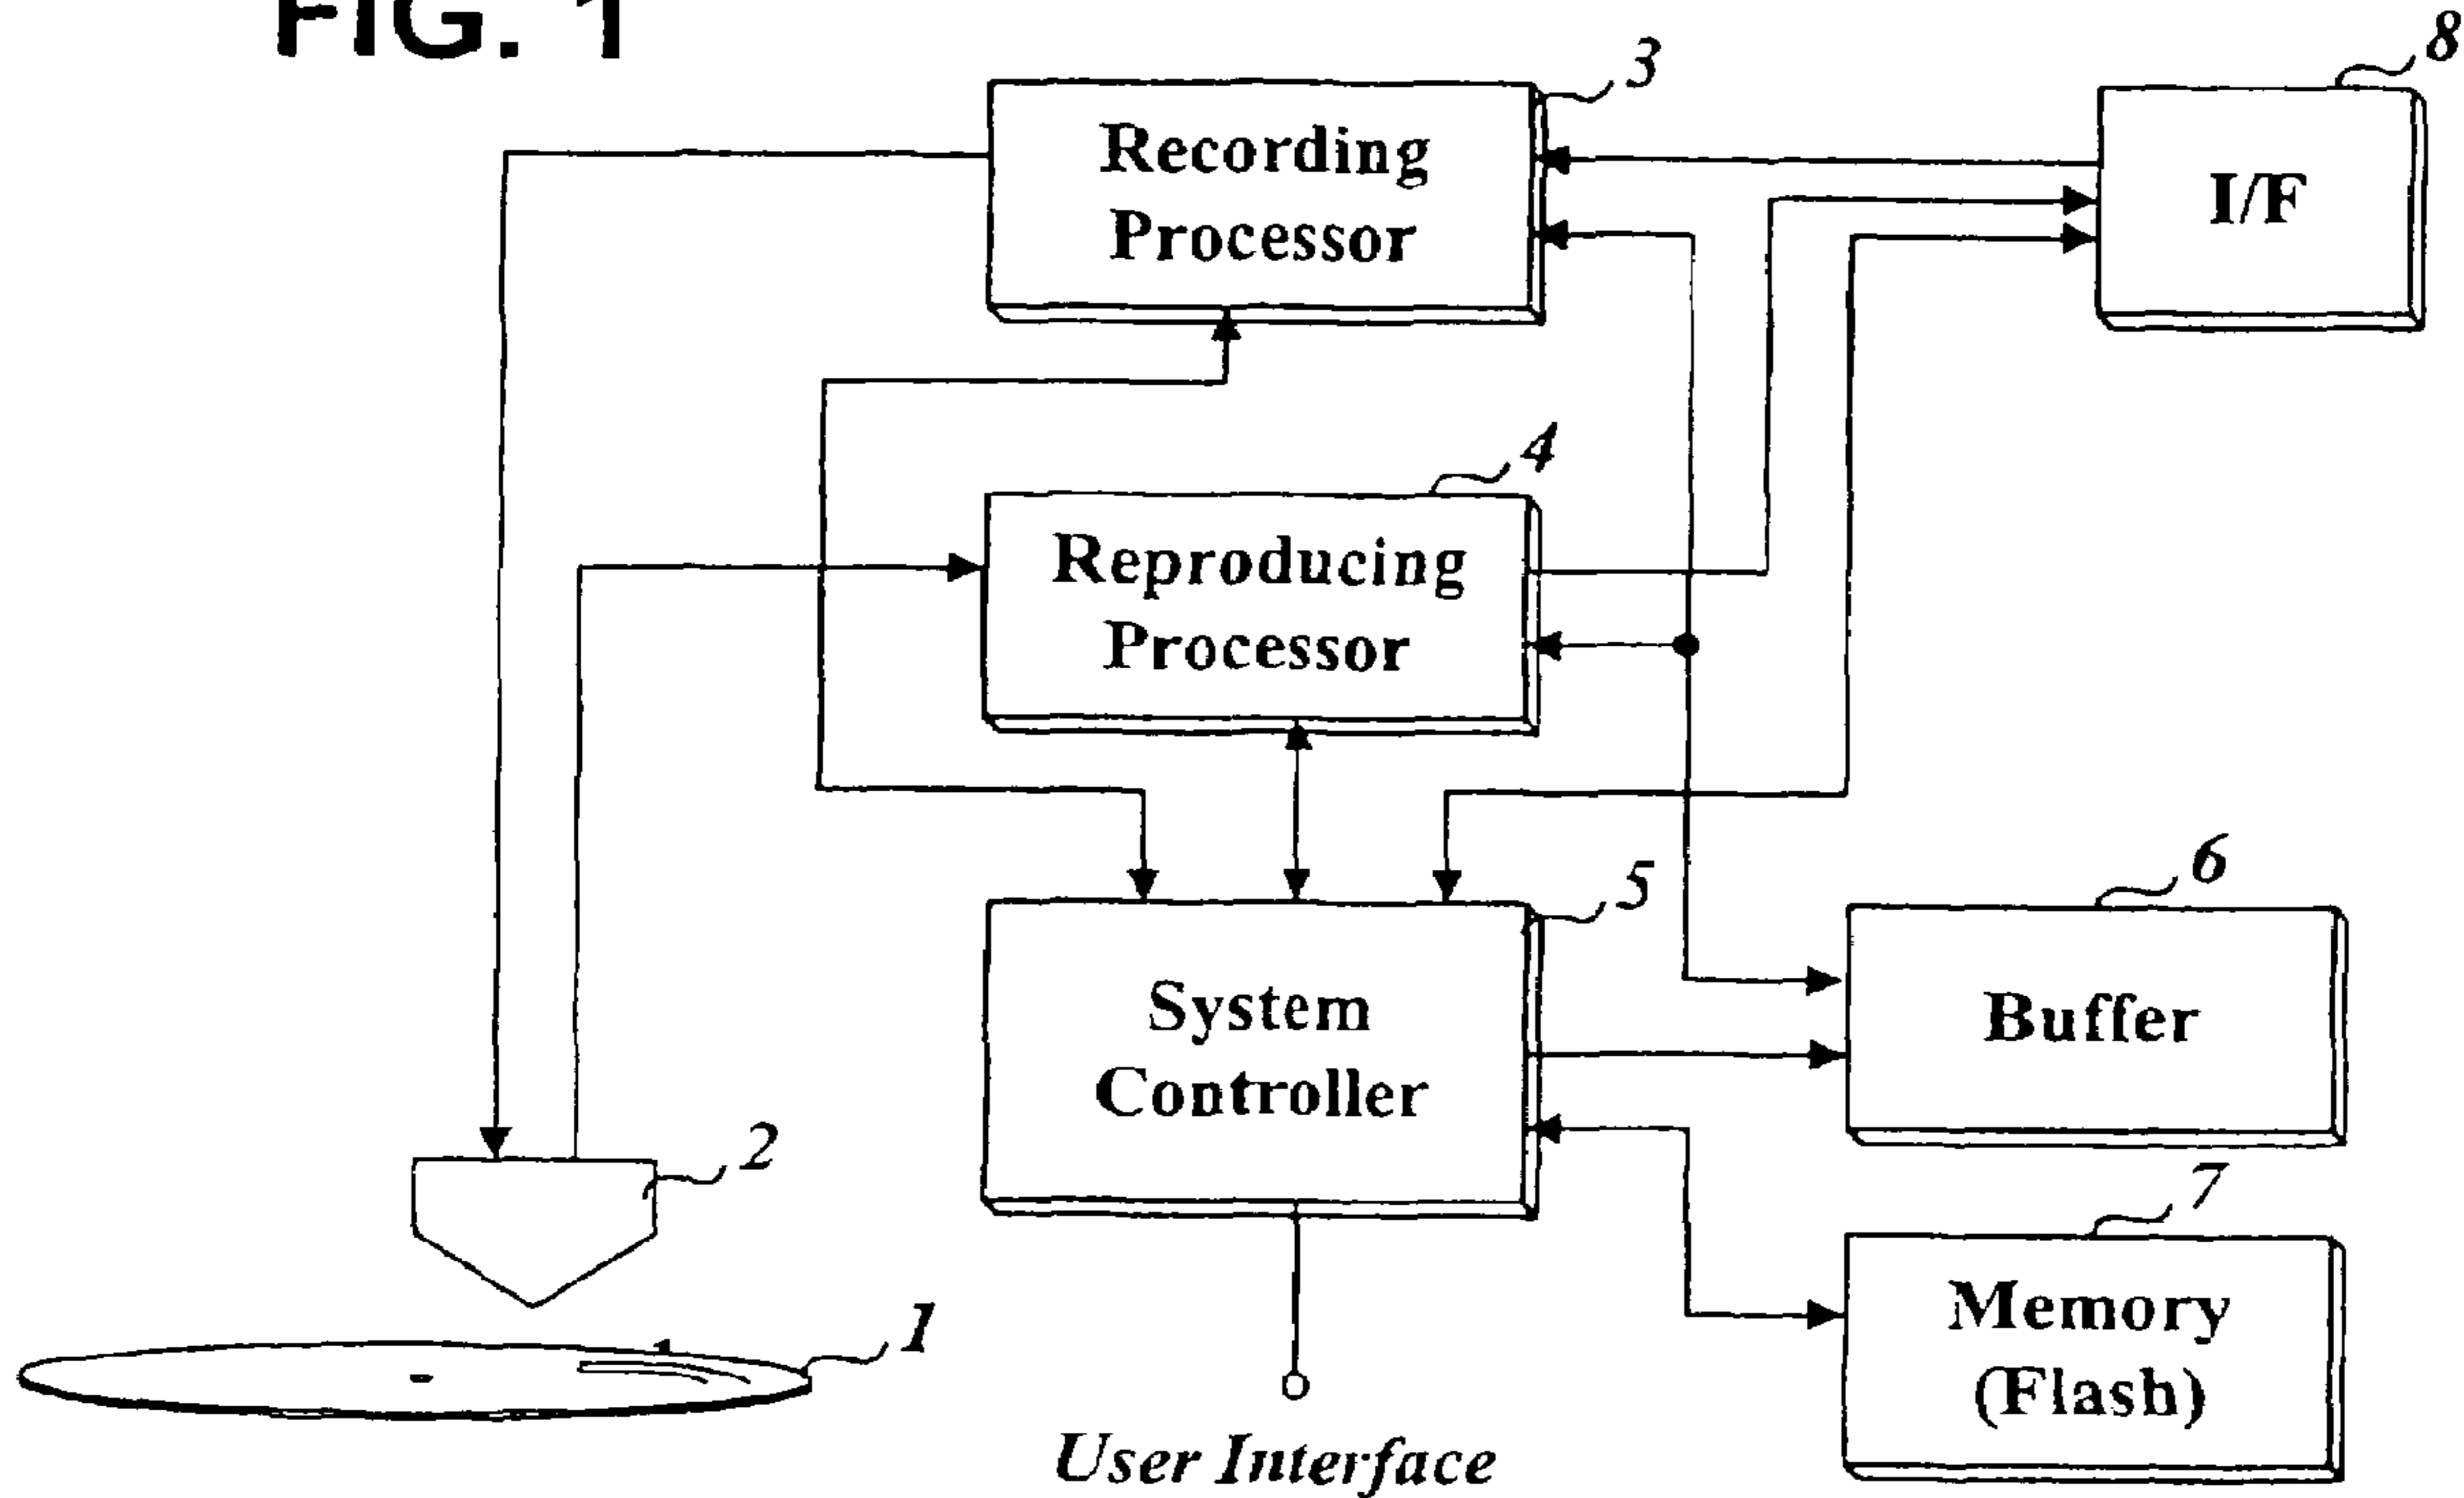 FIG. 1
3
8
Recording
Processor
I/F
4
Reproducing
Processor
5
6
System
Controller
Buffer
2
7
Memory
(Flash)
1
User Interface